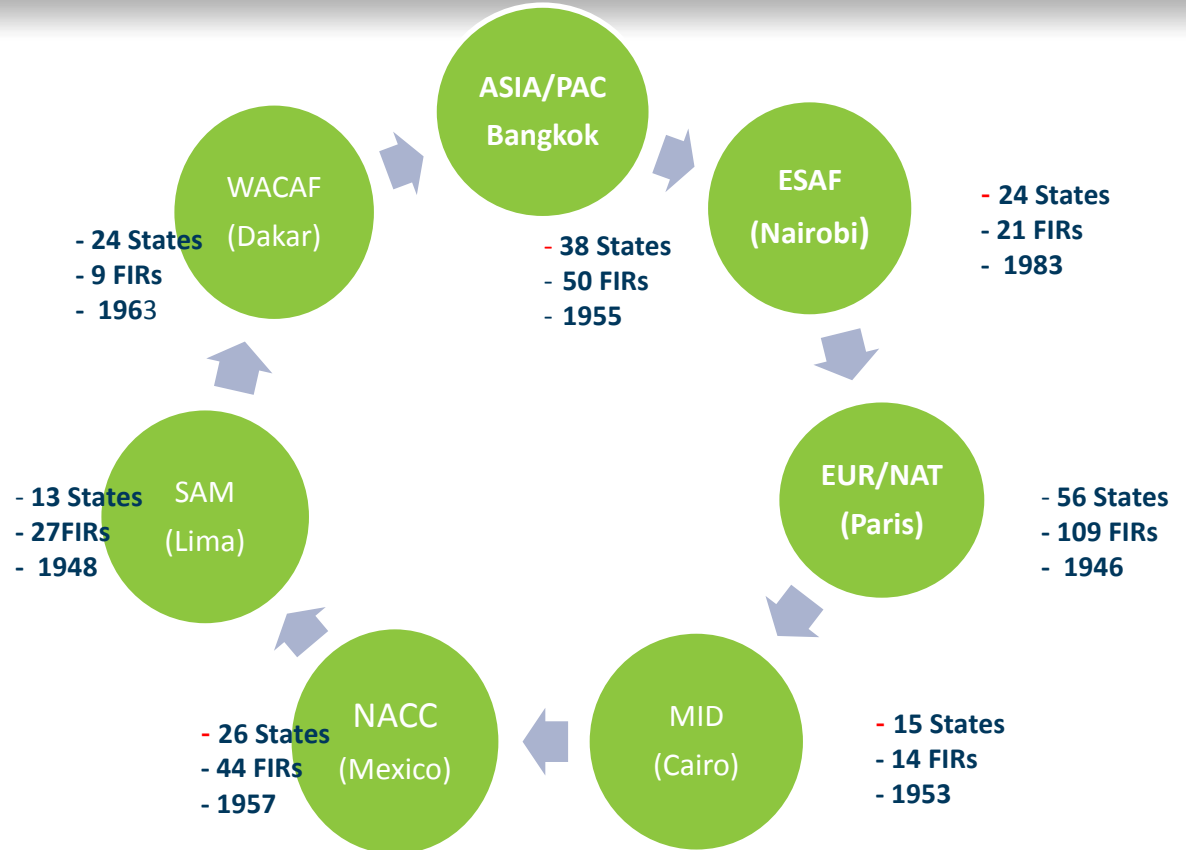 ASIA/PAC
Bangkok
- 38 States
- 50 FIRs
- 1955
ESAF
(Nairobi)
- 24 States
- 21 FIRs
- 1983
EUR/NAT
(Paris)
- 56 States
- 109 FIRs
- 1946
MID
(Cairo)
- 15 States
- 14 FIRs
- 1953
NACC
(Mexico)
- 26 States
- 44 FIRs
- 1957
SAM
(Lima)
- 13 States
- 27FIRs
- 1948
WACAF
(Dakar)
- 24 States
- 9 FIRs
- 1963